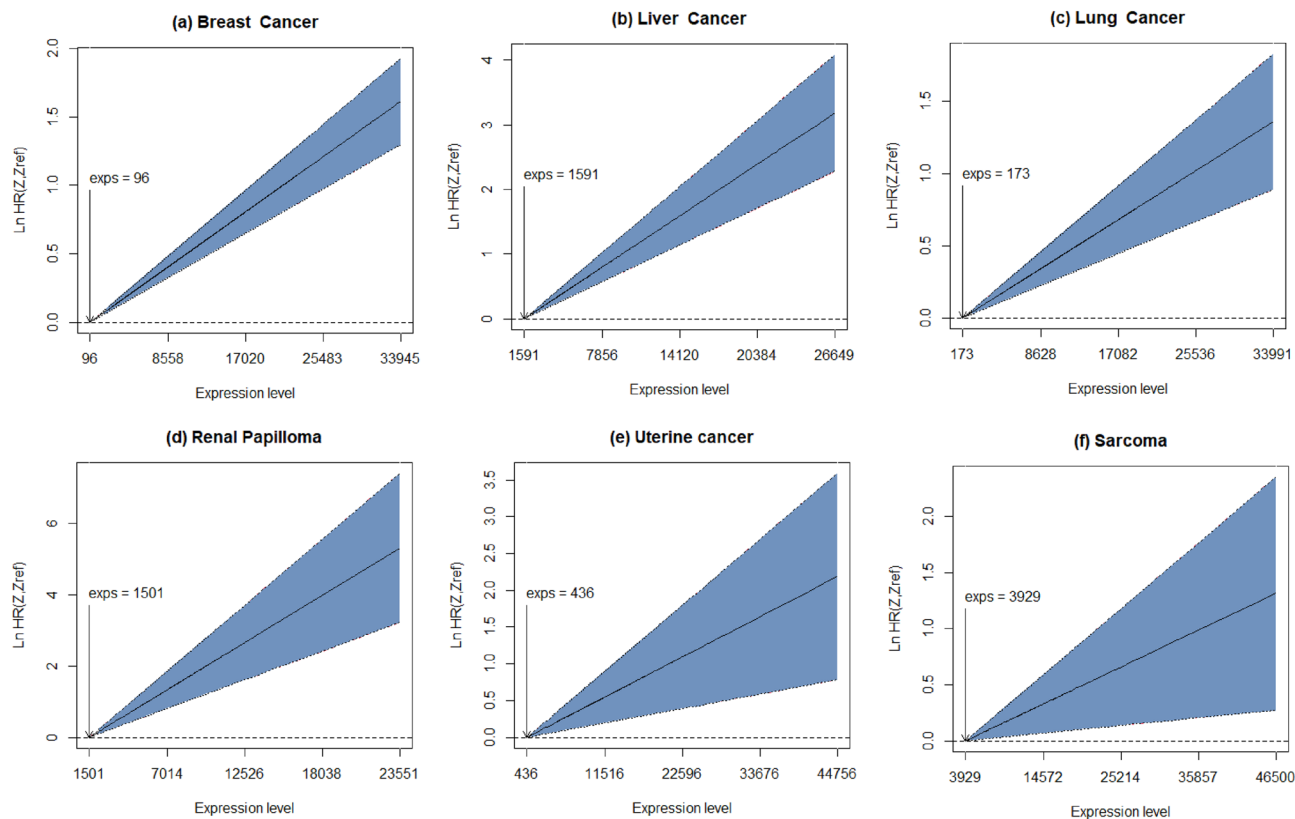 (a) Breast Cancer
Ln HR(Z,Zref)
0.0 0.5 1.0 1.5 2.0
exps = 96
96 8558 17020 25483 33945
Expression level
(b) Liver Cancer
Ln HR(Z,Zref)
0 1 2 3 4
exps = 1591
1591 7856 14120 20384 26649
Expression level
(c) Lung Cancer
Ln HR(Z,Zref)
0.0 0.5 1.0 1.5
exps = 173
173 8628 17082 25536 33991
Expression level
(d) Renal Papilloma
Ln HR(Z,Zref)
0 2 4 6
exps = 1501
1501 7014 12526 18038 23551
Expression level
(e) Uterine cancer
Ln HR(Z,Zref)
0.0 0.5 1.0 1.5 2.0 2.5 3.0 3.5
exps = 436
436 11516 22596 33676 44756
Expression level
(f) Sarcoma
Ln HR(Z,Zref)
0.0 0.5 1.0 1.5 2.0
exps = 3929
3929 14572 25214 35857 46500
Expression level